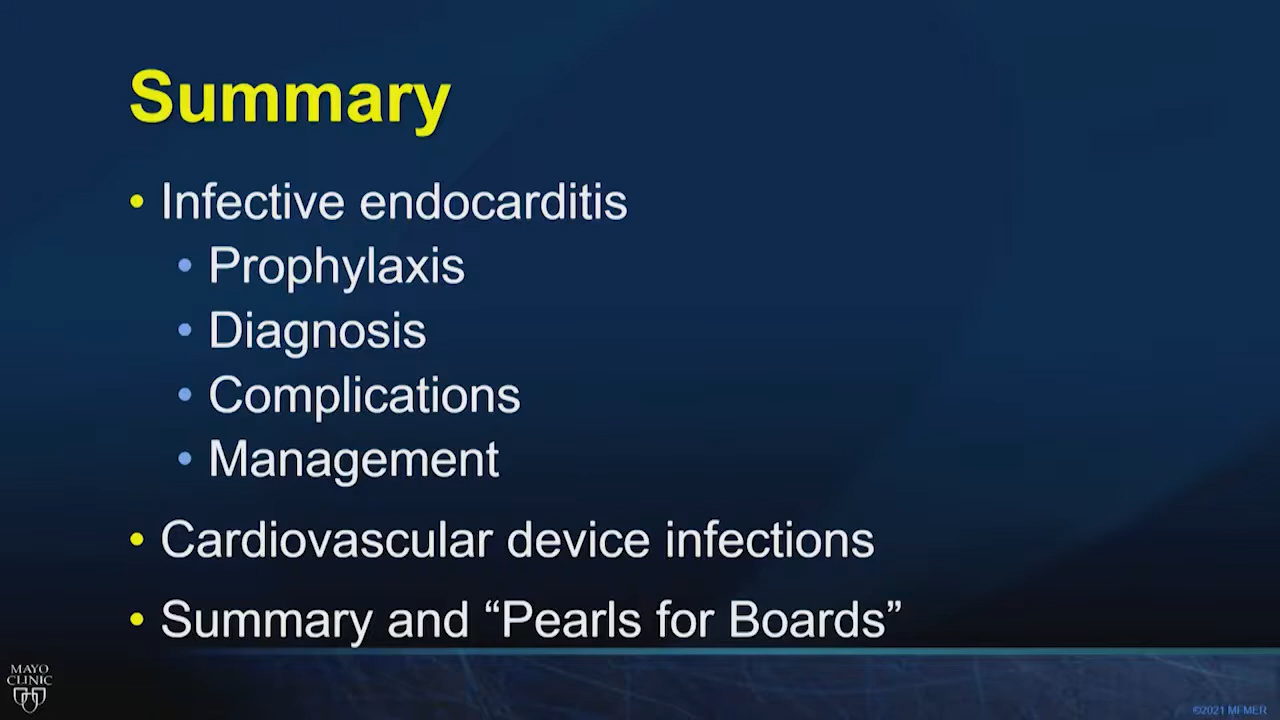 Summary
• Infective endocarditis
• Prophylaxis
• Diagnosis
• Complications
• Management
• Cardiovascular device infections
• Summary and “Pearls for Boards”
MAYO
CLINIC
©2021 MFMER